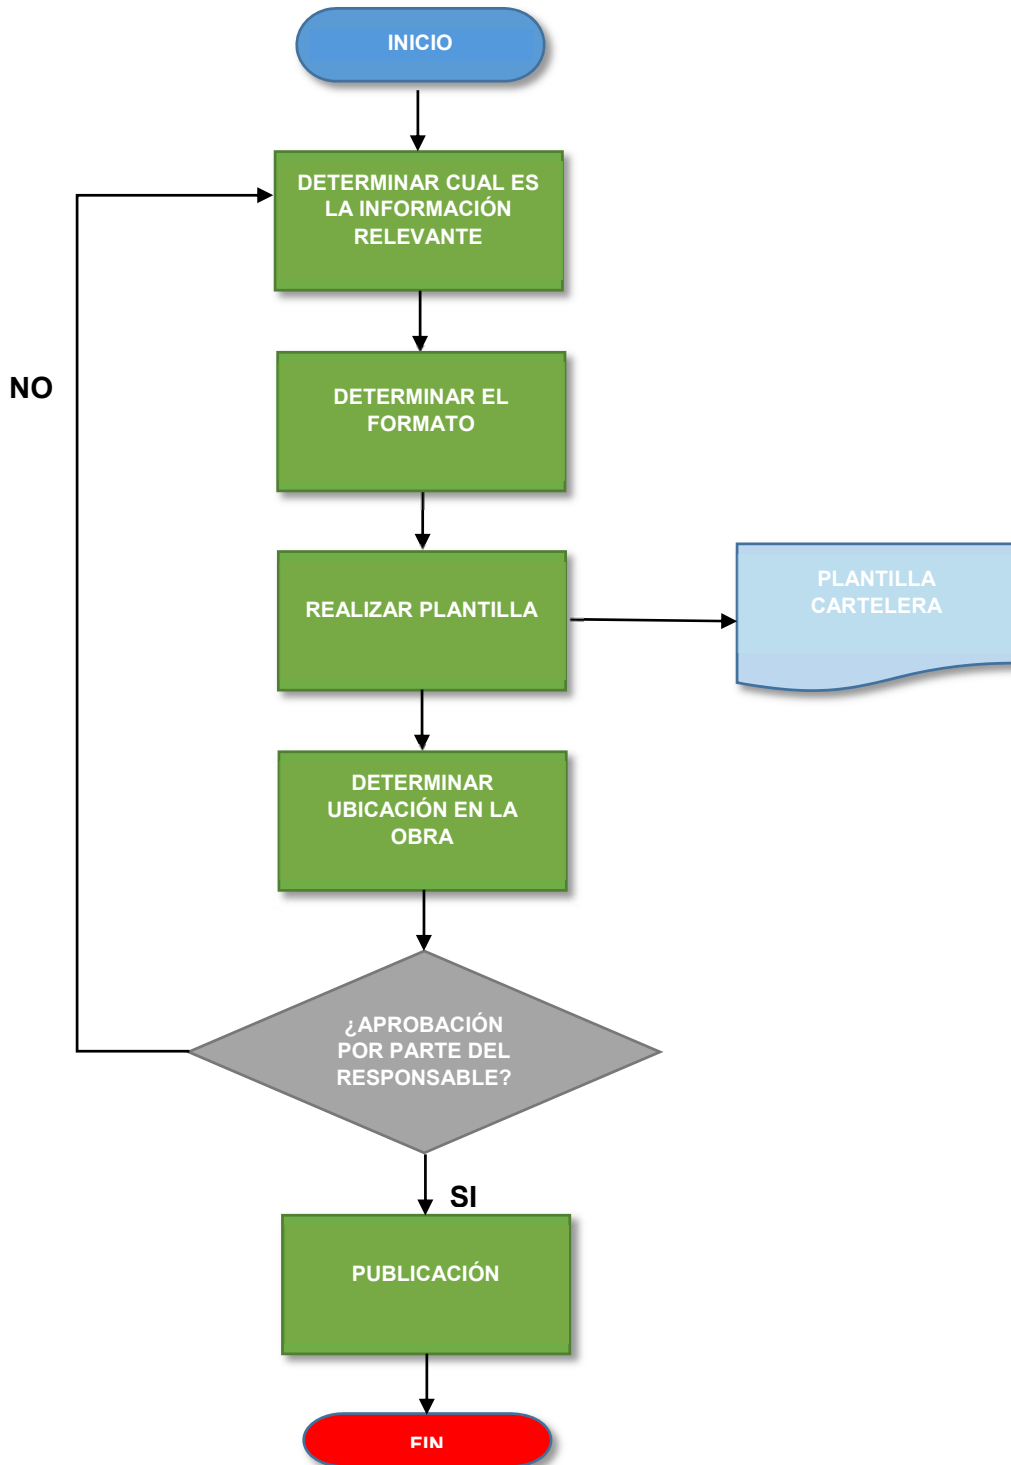 INICIO
DETERMINAR CUAL ES
LA INFORMACIÓN
RELEVANTE
NO
DETERMINAR EL
FORMATO
REALIZAR PLANTILLA
PLANTILLA
CARTELERA
DETERMINAR
UBICACIÓN EN LA
OBRA
¿APROBACIÓN
POR PARTE DEL
RESPONSABLE?
SI
PUBLICACIÓN
FIN